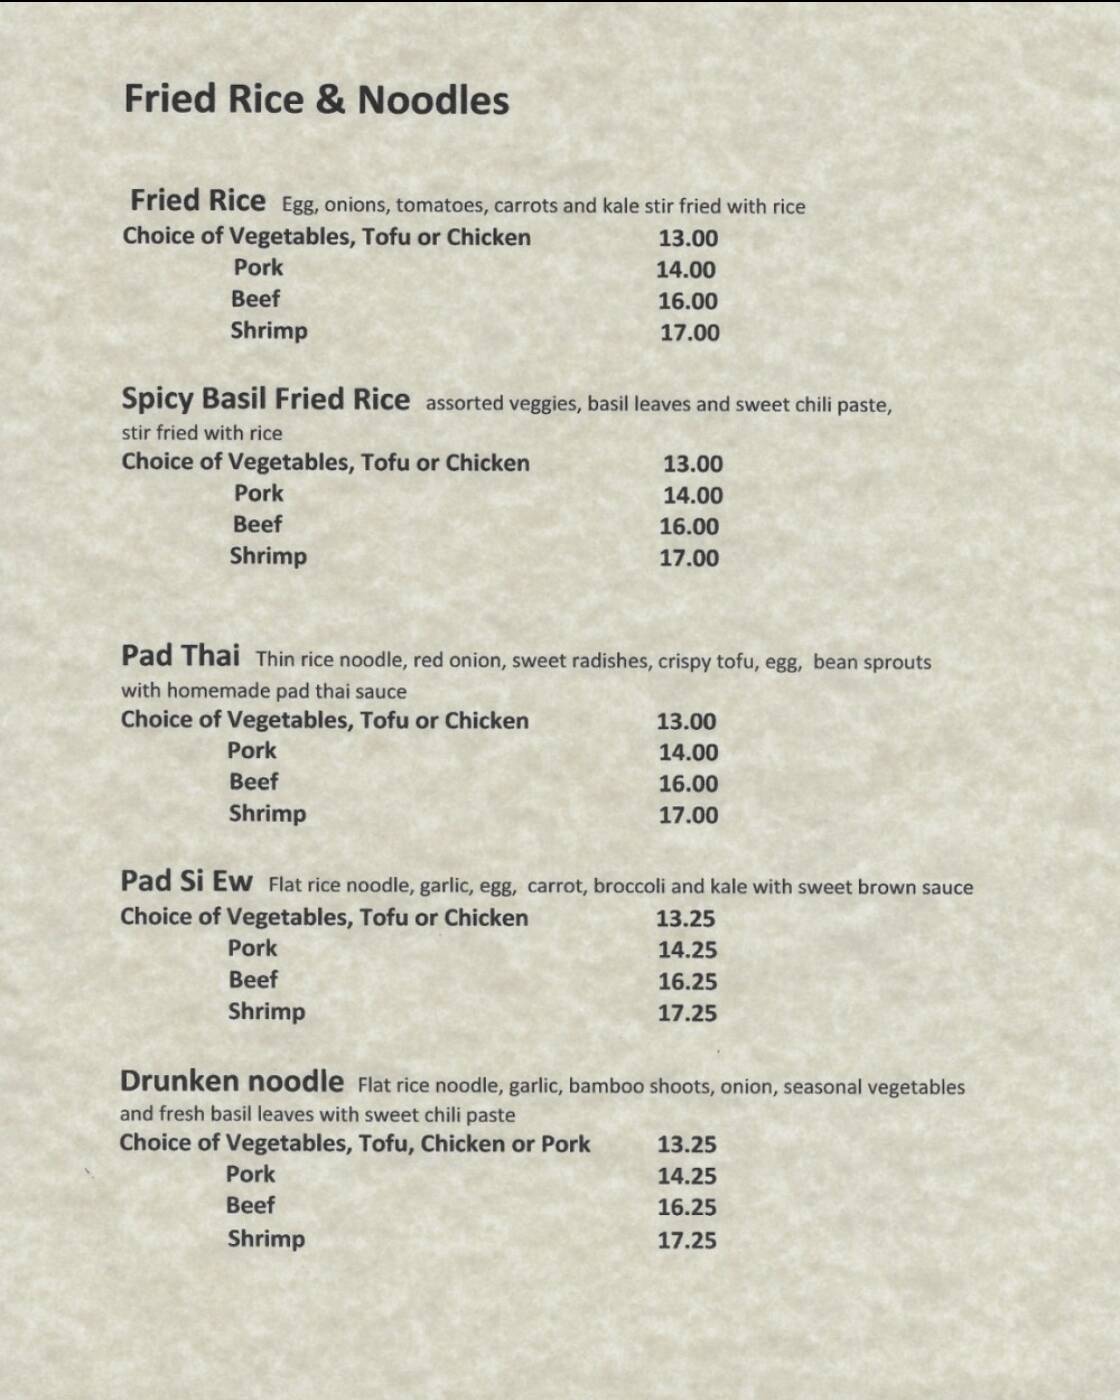 Fried Rice & Noodles
Fried Rice Egg, onions, tomatoes, carrots and kale stir fried with rice
Choice of Vegetables, Tofu or Chicken 13.00
Pork 14.00
Beef 16.00
Shrimp 17.00
Spicy Basil Fried Rice assorted veggies, basil leaves and sweet chili paste,
stir fried with rice
Choice of Vegetables, Tofu or Chicken 13.00
Pork 14.00
Beef 16.00
Shrimp 17.00
Pad Thai Thin rice noodle, red onion, sweet radishes, crispy tofu, egg, bean sprouts
with homemade pad thai sauce
Choice of Vegetables, Tofu or Chicken 13.00
Pork 14.00
Beef 16.00
Shrimp 17.00
Pad Si Ew Flat rice noodle, garlic, egg, carrot, broccoli and kale with sweet brown sauce
Choice of Vegetables, Tofu or Chicken 13.25
Pork 14.25
Beef 16.25
Shrimp 17.25
Drunken noodle Flat rice noodle, garlic, bamboo shoots, onion, seasonal vegetables
and fresh basil leaves with sweet chili paste
Choice of Vegetables, Tofu, Chicken or Pork 13.25
Pork 14.25
Beef 16.25
Shrimp 17.25